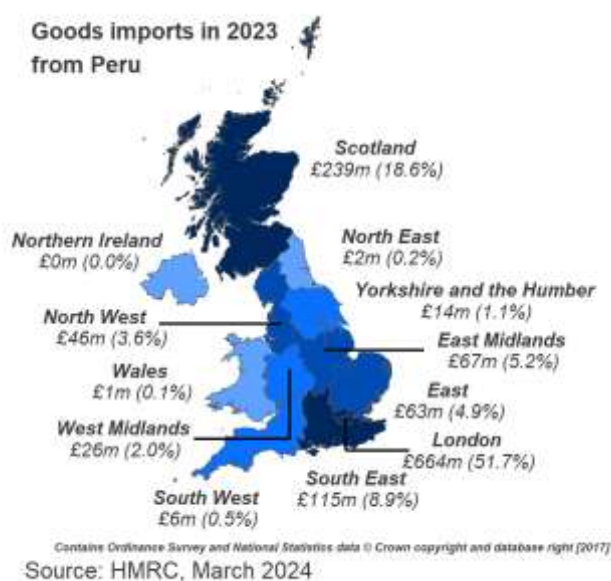 Goods imports in 2023
from Peru
Scotland
£239m (18.6%)
Northern Ireland
£0m (0.0%)
North East
£2m (0.2%)
Yorkshire and the Humber
£14m (1.1%)
North West
£46m (3.6%)
East Midlands
£67m (5.2%)
Wales
£1m (0.1%)
East
£63m (4.9%)
West Midlands
£26m (2.0%)
London
£664m (51.7%)
South East
£115m (8.9%)
South West
£6m (0.5%)
Contains Ordinance Survey and National Statistics data © Crown copyright and database right [2017]
Source: HMRC, March 2024